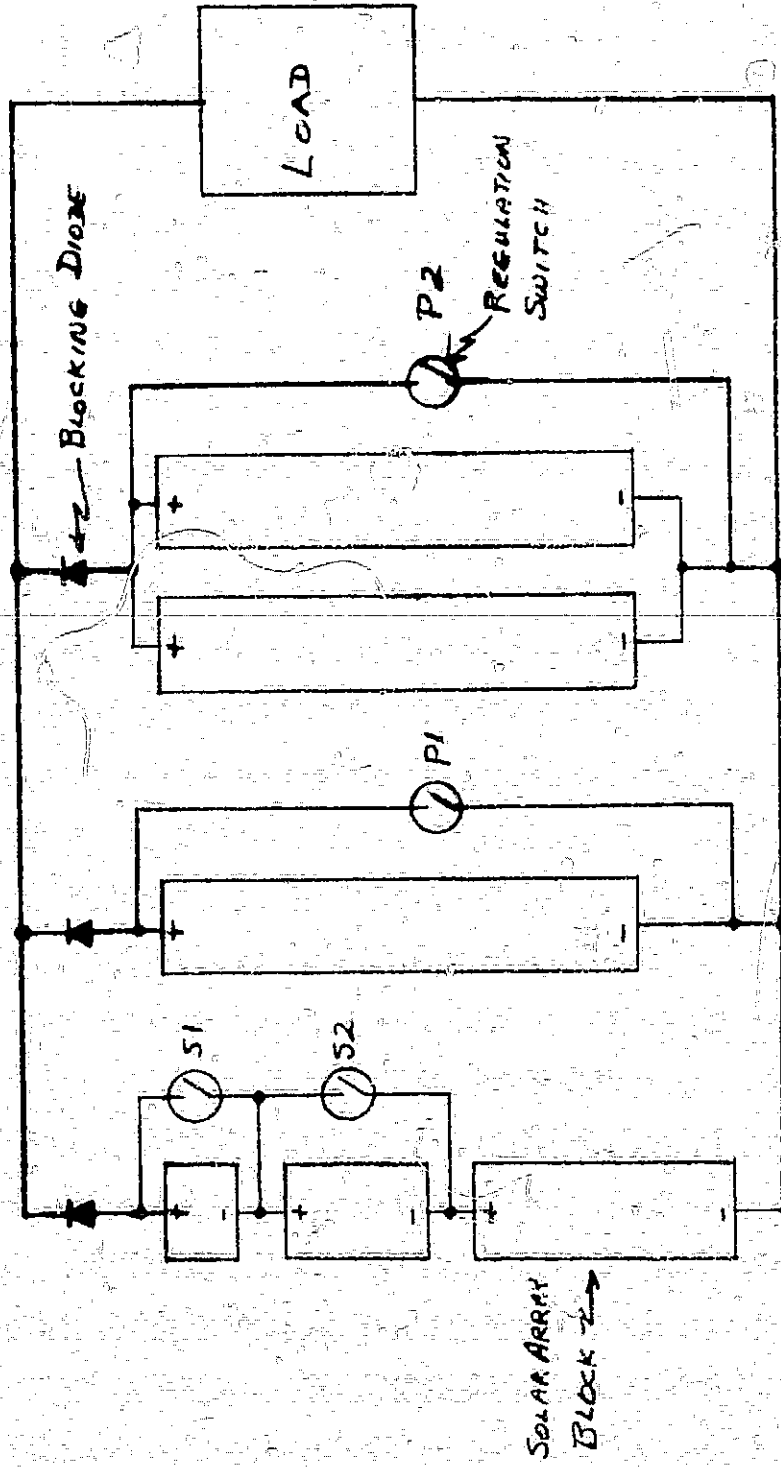 BLOCKING DIODE
LOAD
P2
REGULATION
SWITCH
+
+
-
-
P1
+
-
S1
S2
+
-
+
-
+
-
SOLAR ARRAY
BLOCK